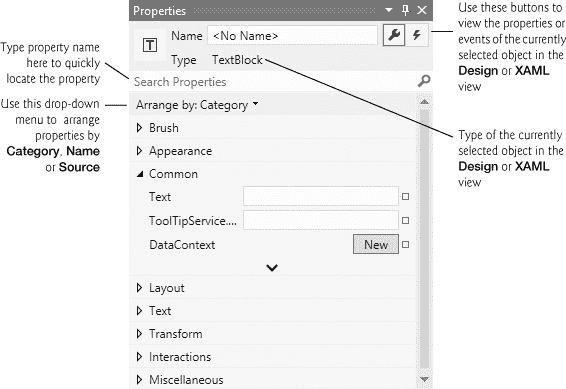 Properties
Name <No Name>
Type TextBlock
Search Properties
Arrange by: Category
Brush
Appearance
Common
Text
ToolTipService....
DataContext New
Layout
Text
Transform
Interactions
Miscellaneous
Type property name
here to quickly
locate the property
Use this drop-down
menu to arrange
properties by
Category, Name
or Source
Use these buttons to
view the properties or
events of the currently
selected object in the
Design or XAML
view
Type of the currently
selected object in the
Design or XAML
view